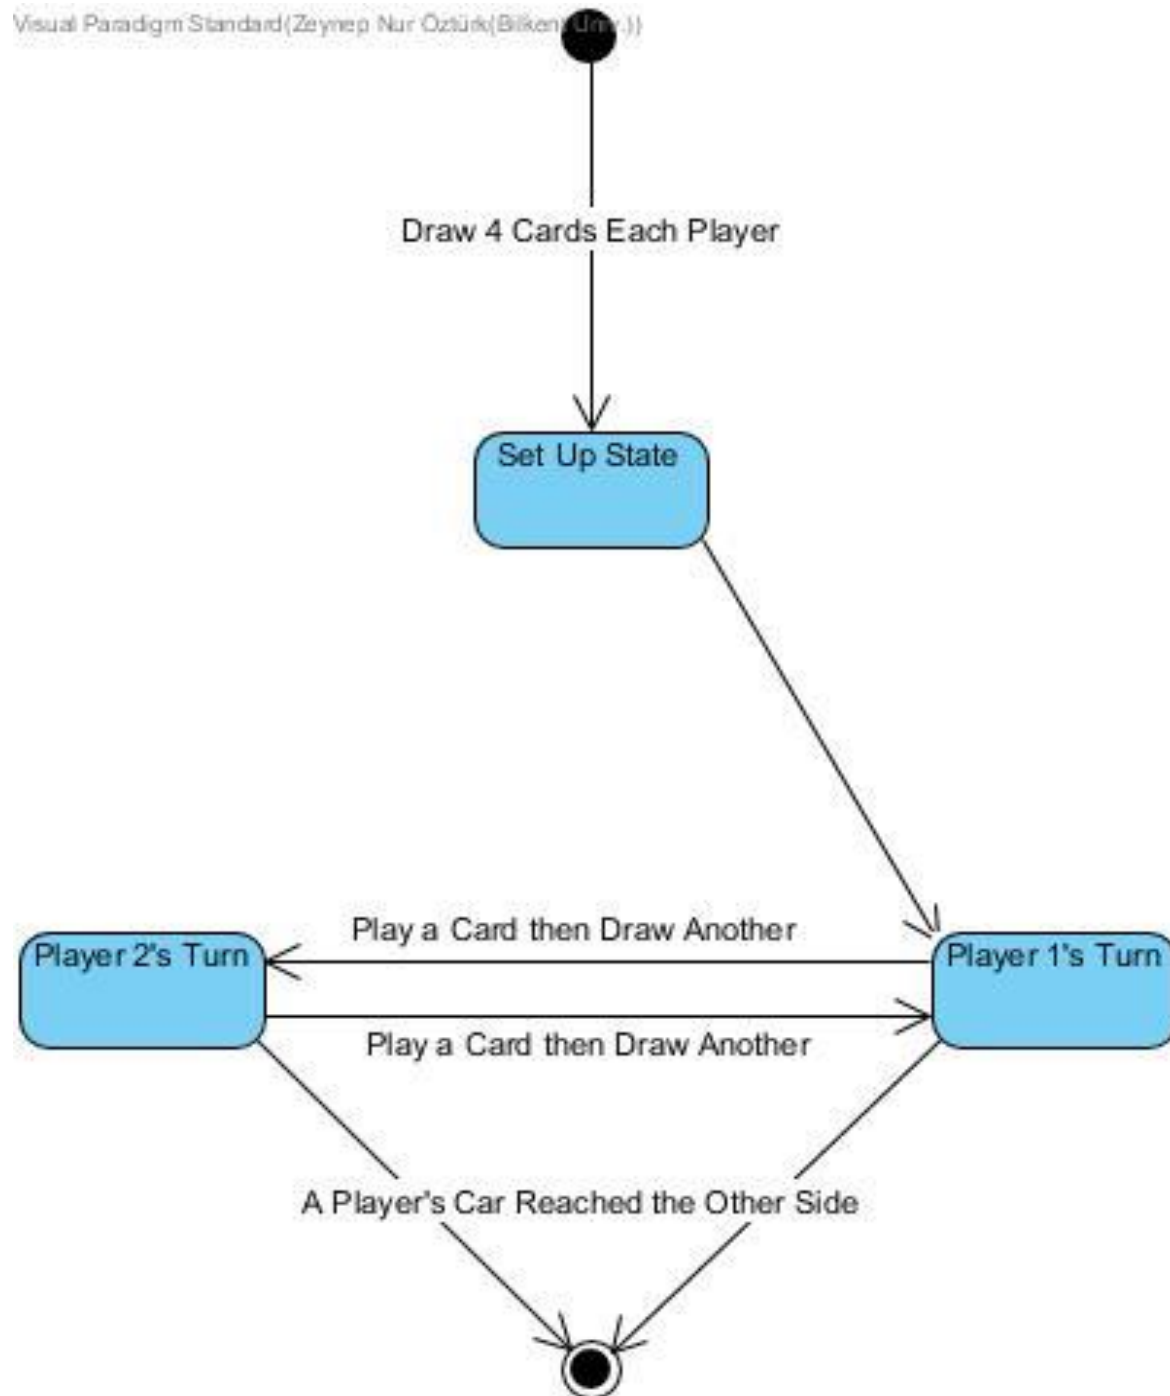 Visual Paradigm Standard(Zeynep Nur Öztürk(Bilkent Univ.))
Draw 4 Cards Each Player
Set Up State
Play a Card then Draw Another
Player 2's Turn
Player 1's Turn
Play a Card then Draw Another
A Player's Car Reached the Other Side